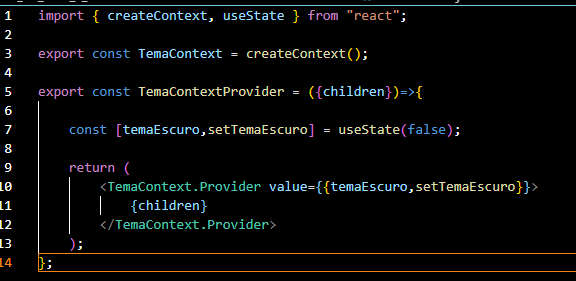 1 import { createContext, useState } from "react";
2
3 export const TemaContext = createContext();
4
5 export const TemaContextProvider = ({children})=>{
6
7 const [temaEscuro,setTemaEscuro] = useState(false);
8
9 return (
10 <TemaContext.Provider value={{temaEscuro,setTemaEscuro}}>
11 {children}
12 </TemaContext.Provider>
13 );
14 };